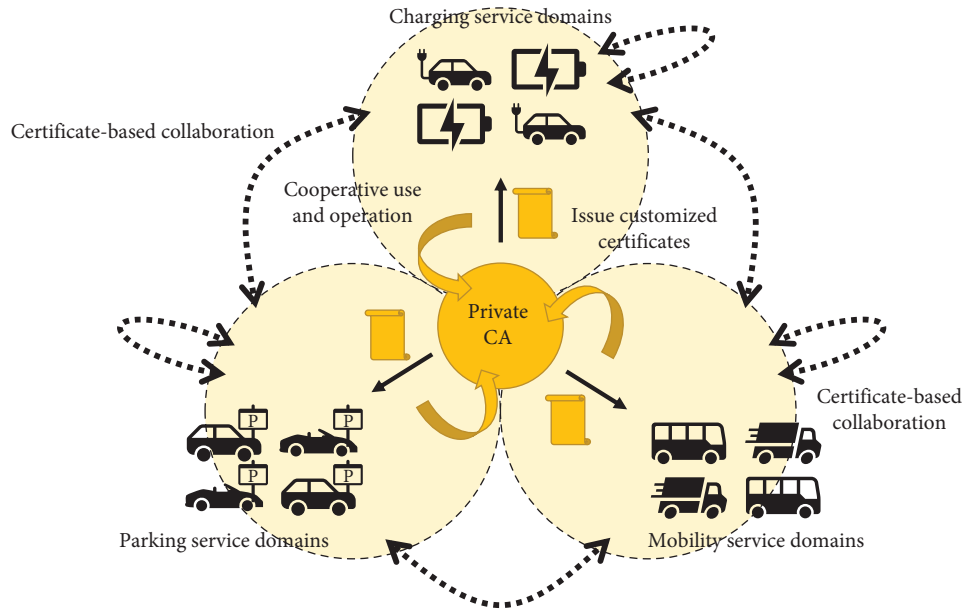 Charging service domains
Certificate-based collaboration
Cooperative use
and operation
Issue customized
certificates
Private
CA
Certificate-based
collaboration
P
P
P
P
Parking service domains
Mobility service domains